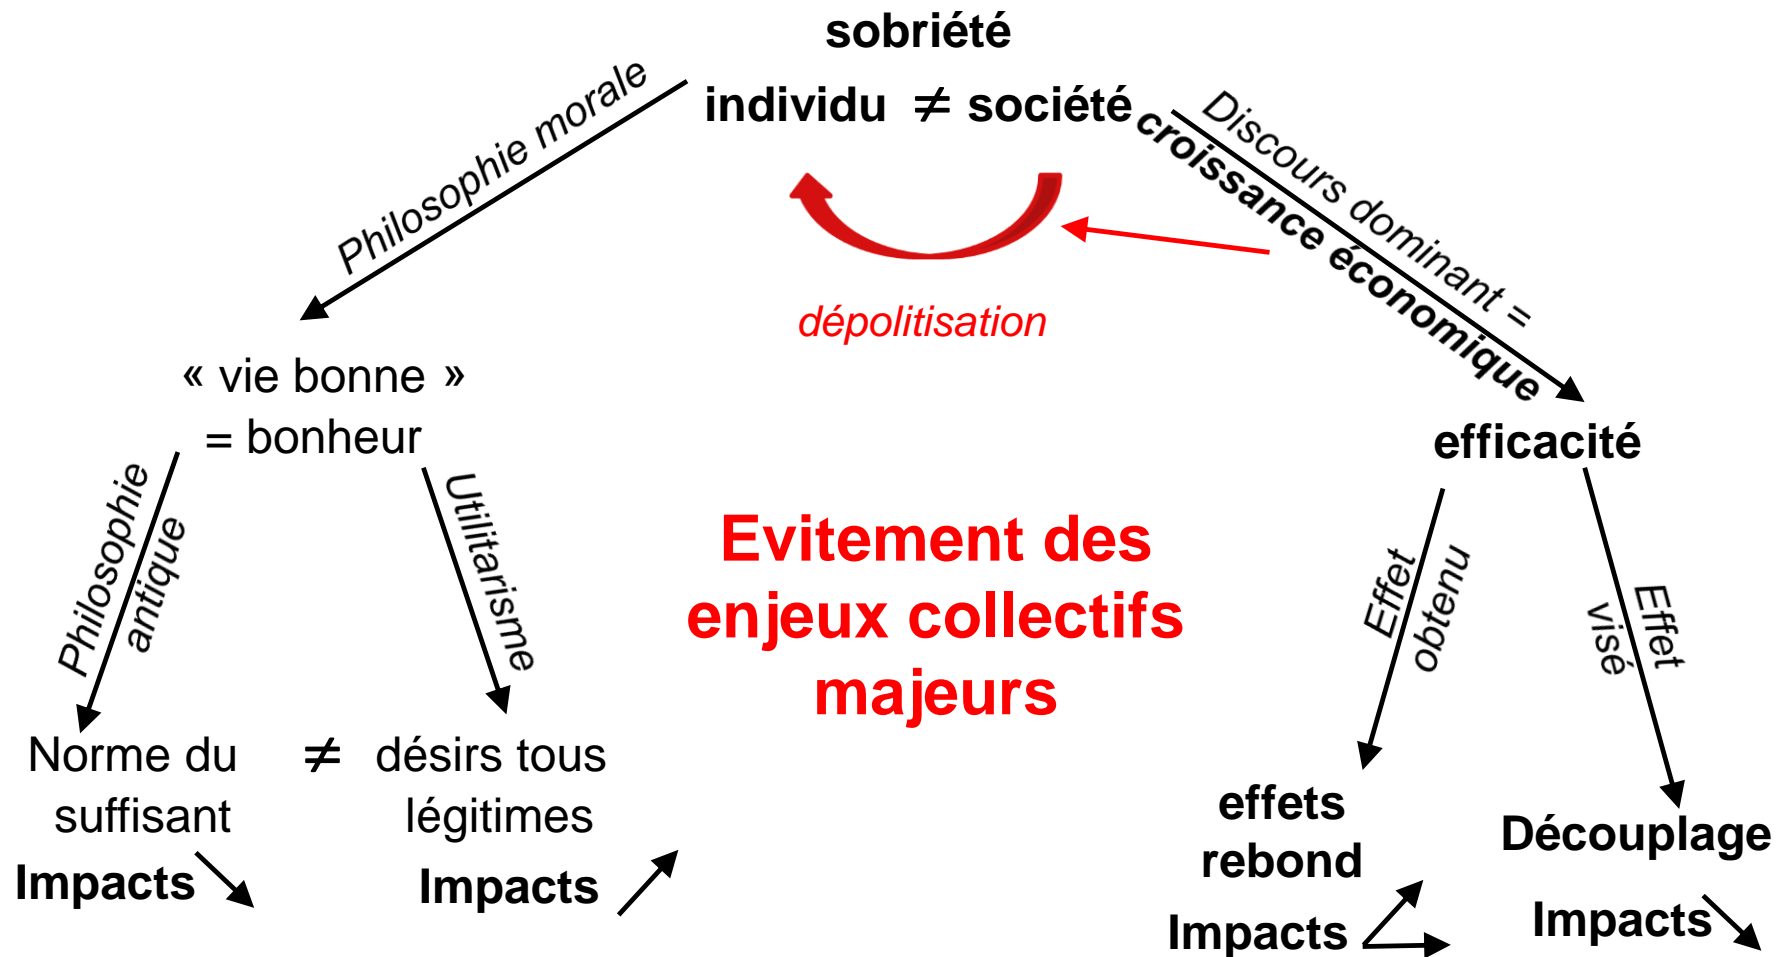 sobriété
individu ≠ société
Philosophie morale
Discours dominant =
croissance économique
dépolitisation
« vie bonne »
= bonheur
efficacité
Philosophie
antique
Utilitarisme
Evitement des
enjeux collectifs
majeurs
Effet
obtenu
Effet
visé
Norme du ≠ désirs tous
suffisant légitimes
Impacts Impacts
effets
rebond
Impacts
Découplage
Impacts